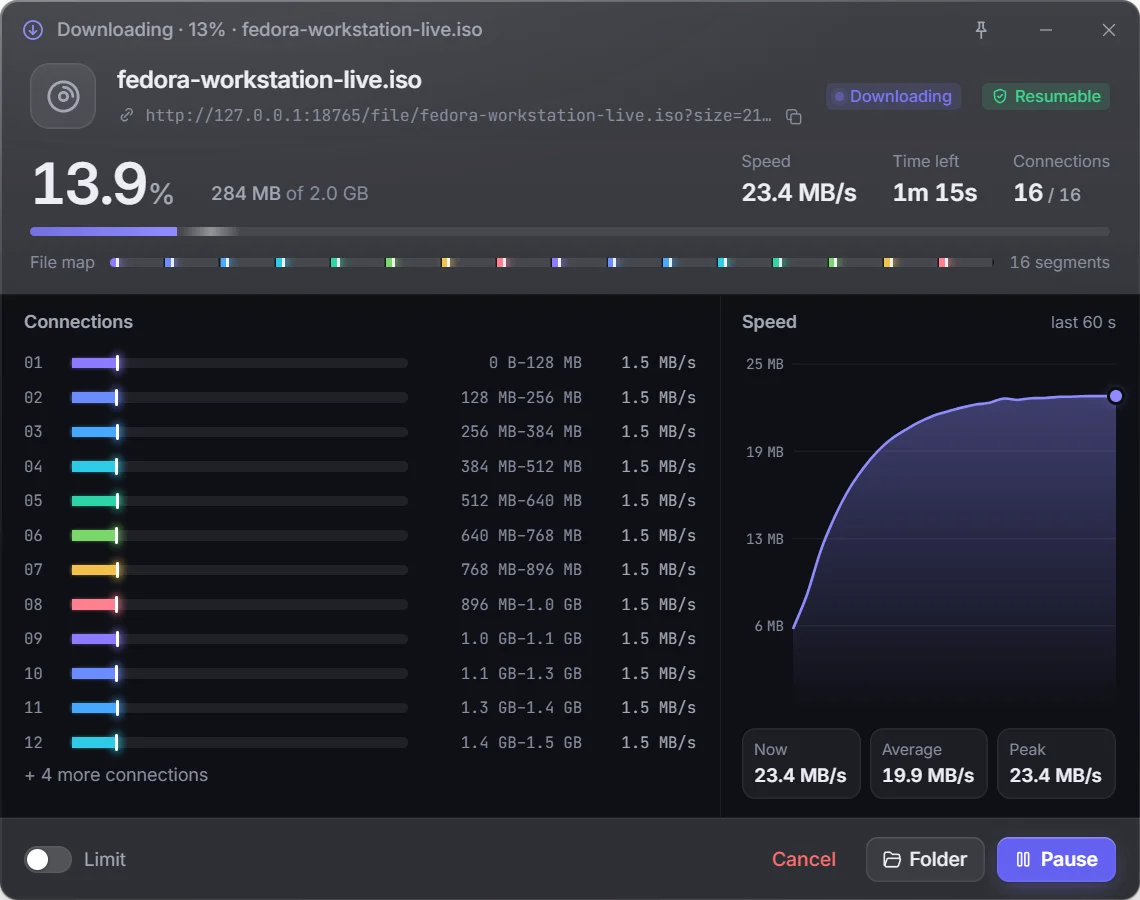 Downloading · 13% · fedora-workstation-live.iso
fedora-workstation-live.iso
http://127.0.0.1:18765/file/fedora-workstation-live.iso?size=21…
Downloading
Resumable
13.9%
284 MB of 2.0 GB
Speed
23.4 MB/s
Time left
1m 15s
Connections
16 / 16
File map
16 segments
Connections
01 0 B–128 MB 1.5 MB/s
02 128 MB–256 MB 1.5 MB/s
03 256 MB–384 MB 1.5 MB/s
04 384 MB–512 MB 1.5 MB/s
05 512 MB–640 MB 1.5 MB/s
06 640 MB–768 MB 1.5 MB/s
07 768 MB–896 MB 1.5 MB/s
08 896 MB–1.0 GB 1.5 MB/s
09 1.0 GB–1.1 GB 1.5 MB/s
10 1.1 GB–1.3 GB 1.5 MB/s
11 1.3 GB–1.4 GB 1.5 MB/s
12 1.4 GB–1.5 GB 1.5 MB/s
+ 4 more connections
Speed
last 60 s
25 MB
19 MB
13 MB
6 MB
Now
23.4 MB/s
Average
19.9 MB/s
Peak
23.4 MB/s
Limit
Cancel
Folder
Pause